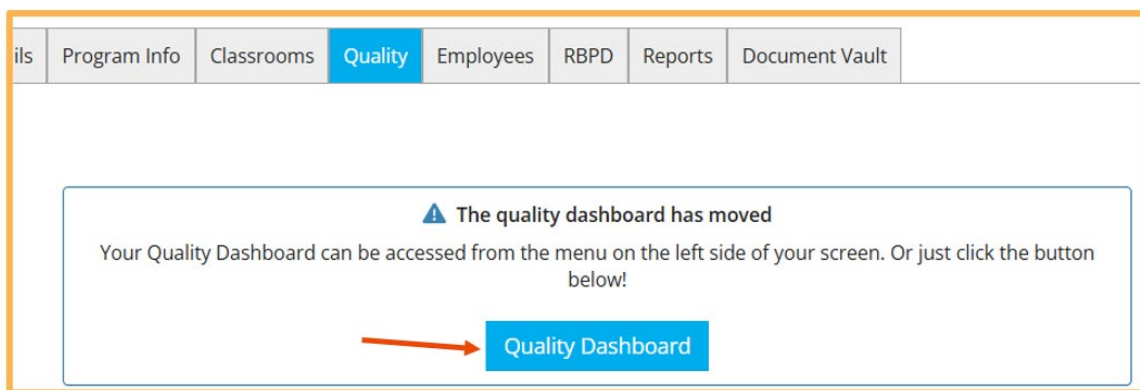 ils Program Info Classrooms Quality Employees RBPD Reports Document Vault
The quality dashboard has moved
Your Quality Dashboard can be accessed from the menu on the left side of your screen. Or just click the button
below!
Quality Dashboard